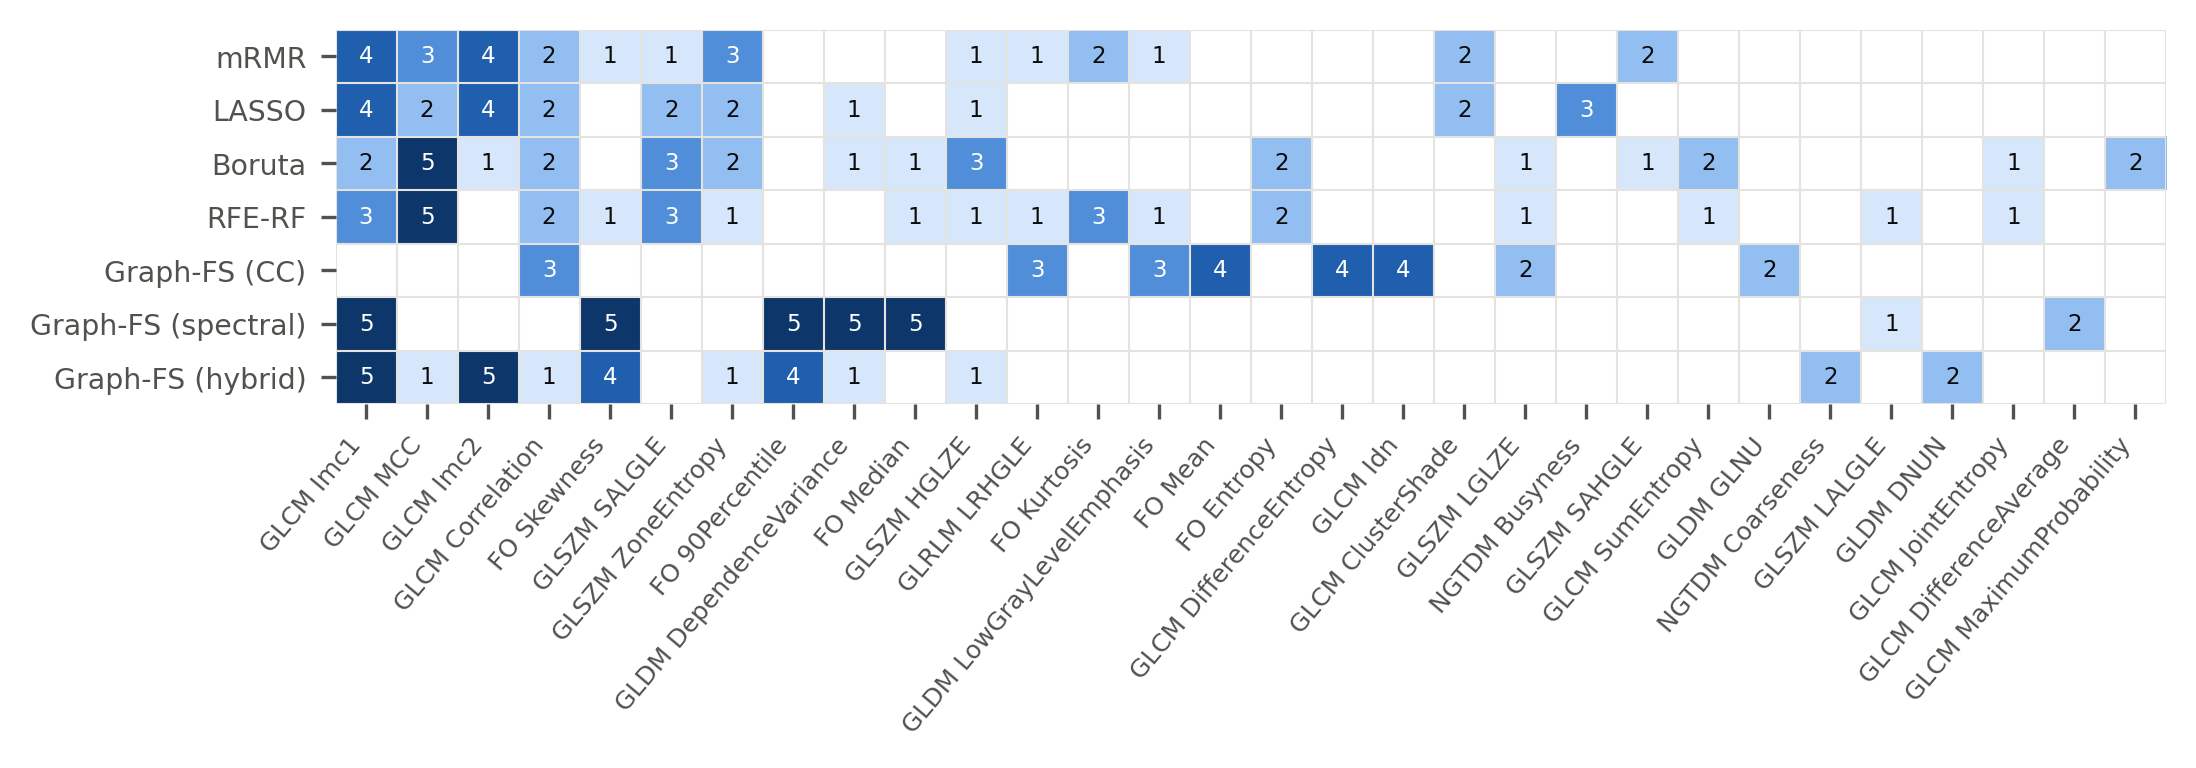 mRMR 4 3 4 2 1 1 3 1 1 2 1 2 2
LASSO 4 2 4 2 2 2 1 1 2 3
Boruta 2 5 1 2 3 2 1 1 3 2 1 1 2 1 2
RFE-RF 3 5 2 1 3 1 1 1 1 3 1 2 1 1 1 1
Graph-FS (CC) 3 3 3 4 4 4 2 2
Graph-FS (spectral) 5 5 5 5 5 1 2
Graph-FS (hybrid) 5 1 5 1 4 1 4 1 1 2 2
GLCM Imc1
GLCM MCC
GLCM Imc2
GLCM Correlation
FO Skewness
GLSZM SALGLE
GLSZM ZoneEntropy
FO 90Percentile
GLDM DependenceVariance
FO Median
GLSZM HGLZE
GLRLM LRHGLE
FO Kurtosis
GLDM LowGrayLevelEmphasis
FO Mean
FO Entropy
GLCM DifferenceEntropy
GLCM Idn
GLCM ClusterShade
GLSZM LGLZE
NGTDM Busyness
GLSZM SAHGLE
GLCM SumEntropy
GLDM GLNU
NGTDM Coarseness
GLSZM LALGLE
GLDM DNUN
GLCM JointEntropy
GLCM DifferenceAverage
GLCM MaximumProbability